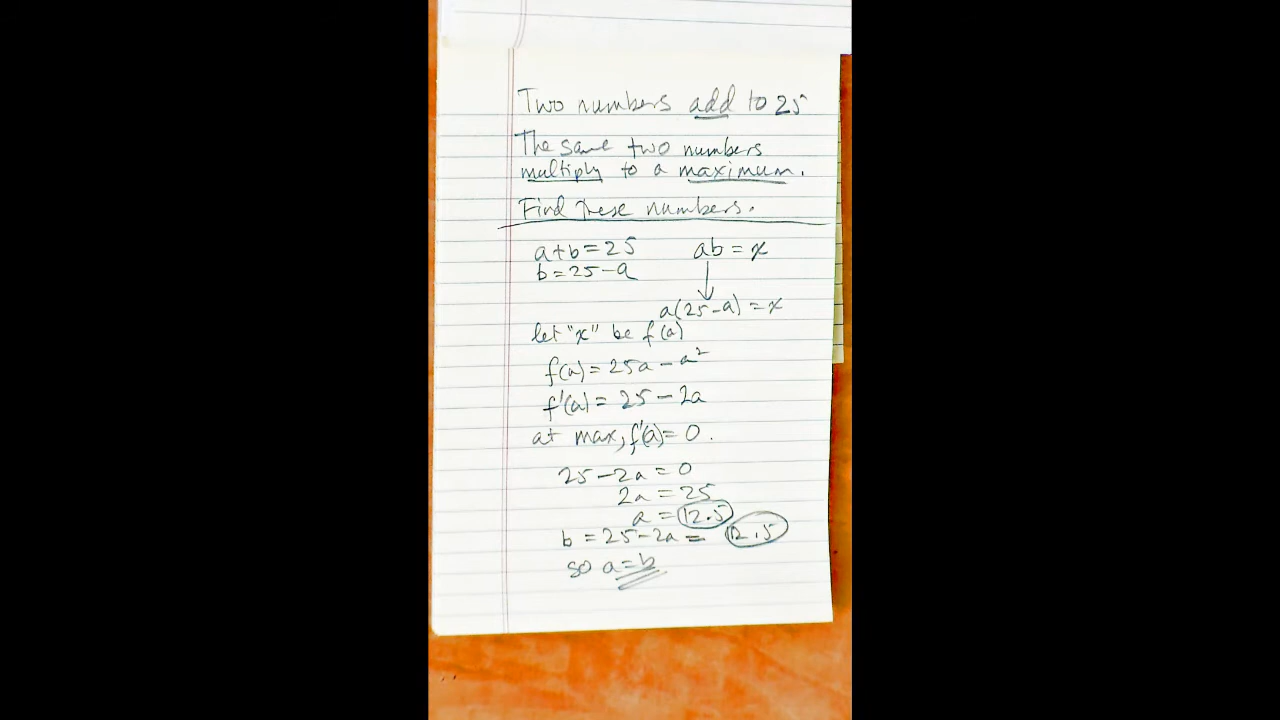 Two numbers add to 25
The same two numbers
multiply to a maximum.
Find these numbers.
a+b=25
b=25-a
ab=x
a(25-a)=x
let "x" be f(a)
f(a)=25a-a²
f'(a)=25-2a
at max, f'(a)=0.
25-2a=0
2a=25
a=12.5
b=25-2a=12.5
so a=b